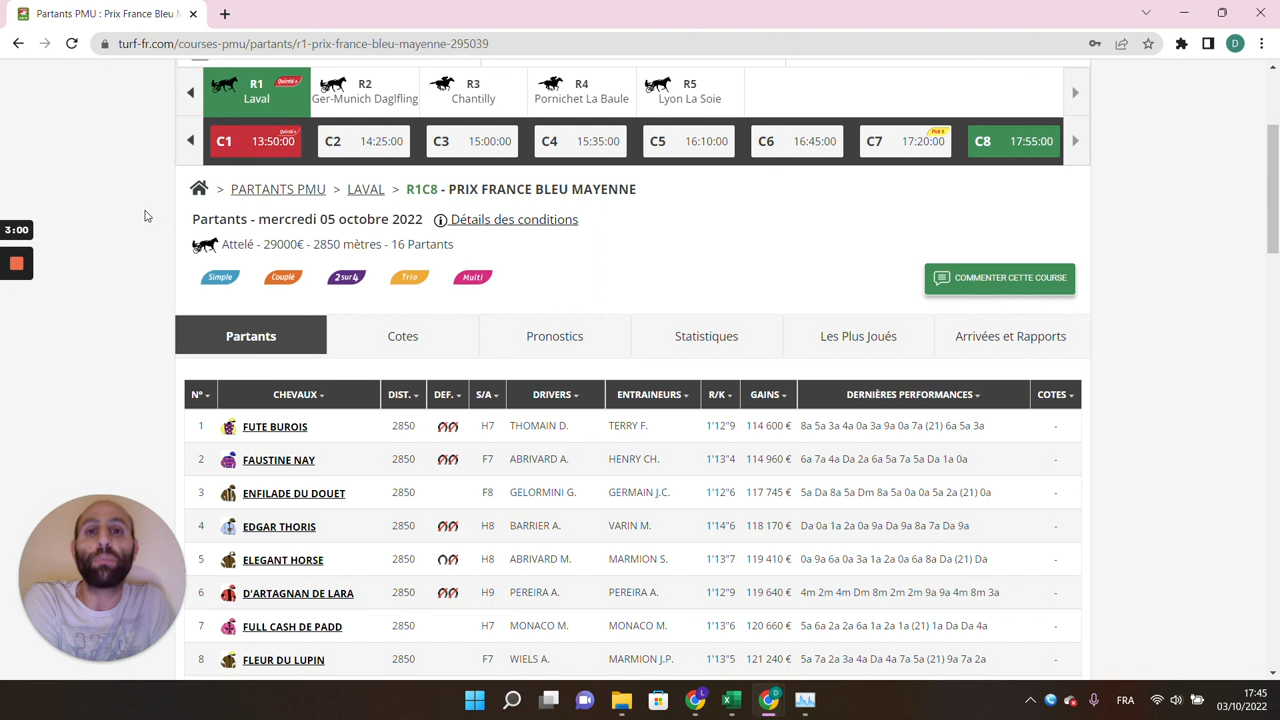 Partants PMU : Prix France Bleu M
turf-fr.com/courses-pmu/partants/r1-prix-france-bleu-mayenne-295039
D
R1 Quinté+ R2 R3 R4 R5
Laval Ger-Munich Daglfling Chantilly Pornichet La Baule Lyon La Soie
C1 13:50:00 Quinté+ C2 14:25:00 C3 15:00:00 C4 15:35:00 C5 16:10:00 C6 16:45:00 C7 17:20:00 Pick 5 C8 17:55:00
> PARTANTS PMU > LAVAL > R1C8 - PRIX FRANCE BLEU MAYENNE
Partants - mercredi 05 octobre 2022 Détails des conditions
3:00
Attelé - 29000€ - 2850 mètres - 16 Partants
Simple Couplé 2sur4 Trio Multi
COMMENTER CETTE COURSE
Partants Cotes Pronostics Statistiques Les Plus Joués Arrivées et Rapports
N° CHEVAUX DIST. DEF. S/A DRIVERS ENTRAINEURS R/K GAINS DERNIÈRES PERFORMANCES COTES
1 FUTE BUROIS 2850 H7 THOMAIN D. TERRY F. 1'12"9 114 600 € 8a 5a 3a 4a 0a 3a 9a 0a 7a (21) 6a 5a 3a -
2 FAUSTINE NAY 2850 F7 ABRIVARD A. HENRY CH. 1'13"4 114 960 € 6a 7a 4a Da 2a 6a 5a 7a 5a Da 1a 0a -
3 ENFILADE DU DOUET 2850 F8 GELORMINI G. GERMAIN J.C. 1'12"6 117 745 € 5a Da 8a 5a Dm 8a 5a 0a 0a 5a 2a (21) 0a -
4 EDGAR THORIS 2850 H8 BARRIER A. VARIN M. 1'14"6 118 170 € Da 0a 1a 2a 0a 9a Da 9a 8a 7a Da 9a -
5 ELEGANT HORSE 2850 H8 ABRIVARD M. MARMION S. 1'13"7 119 410 € 0a 9a 6a 0a 3a 1a 2a 0a 6a 8a Da (21) Da -
6 D'ARTAGNAN DE LARA 2850 H9 PEREIRA A. PEREIRA A. 1'12"9 119 640 € 4m 2m 4m Dm 8m 2m 2m 9a 9a 4m 8m 3a -
7 FULL CASH DE PADD 2850 H7 MONACO M. MONACO M. 1'13"6 120 660 € 5a 6a 2a 2a 6a 1a 2a 1a (21) 1a Da Da 4a -
8 FLEUR DU LUPIN 2850 F7 WIELS A. MARMION J.P. 1'13"5 121 240 € 5a 7a 2a 3a 4a Da 4a 7a 5a (21) 9a 7a 2a -
L D FRA 17:45
03/10/2022